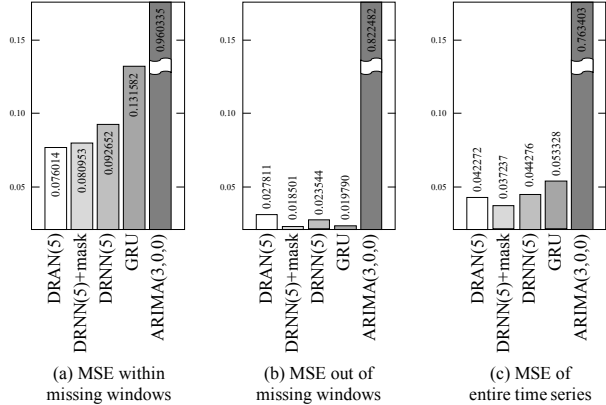 0.15
0.10
0.05
0.076014
0.080953
0.092652
0.131582
0.960335
DRAN(5)
DRNN(5)+mask
DRNN(5)
GRU
ARIMA(3,0,0)
(a) MSE within
missing windows
0.15
0.10
0.05
0.027811
0.018501
0.023544
0.019790
0.822482
DRAN(5)
DRNN(5)+mask
DRNN(5)
GRU
ARIMA(3,0,0)
(b) MSE out of
missing windows
0.15
0.10
0.05
0.042272
0.037237
0.044276
0.053328
0.763403
DRAN(5)
DRNN(5)+mask
DRNN(5)
GRU
ARIMA(3,0,0)
(c) MSE of
entire time series